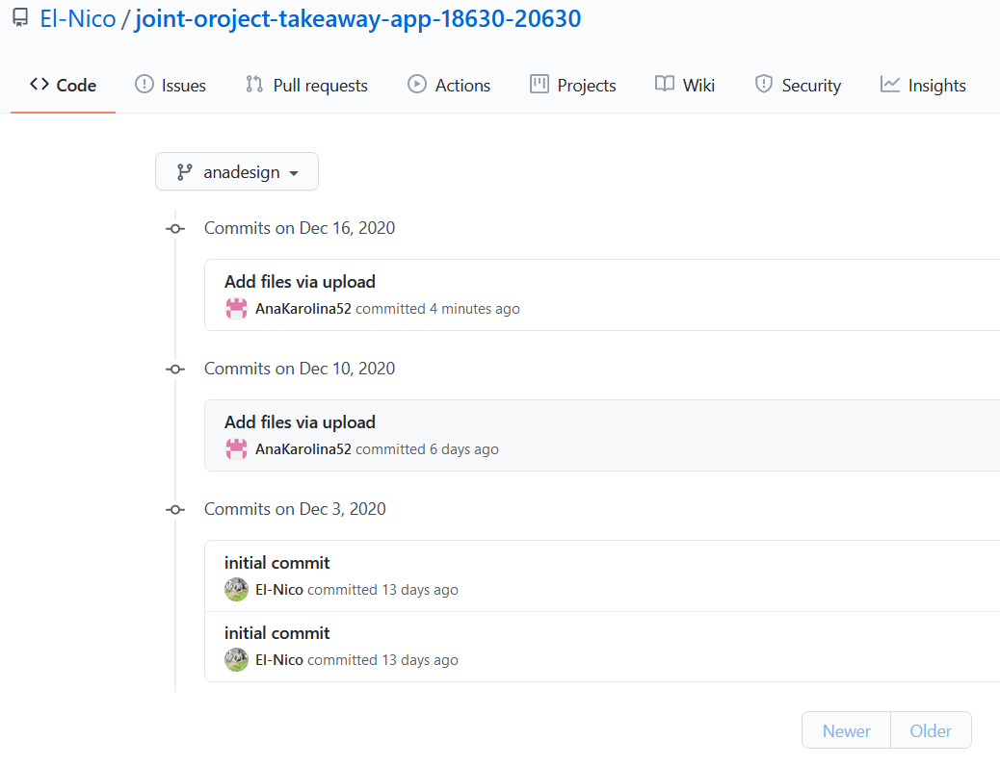 El-Nico / joint-oroject-takeaway-app-18630-20630
Code Issues Pull requests Actions Projects Wiki Security Insights
anadesign
Commits on Dec 16, 2020
Add files via upload
AnaKarolina52 committed 4 minutes ago
Commits on Dec 10, 2020
Add files via upload
AnaKarolina52 committed 6 days ago
Commits on Dec 3, 2020
initial commit
El-Nico committed 13 days ago
initial commit
El-Nico committed 13 days ago
Newer Older